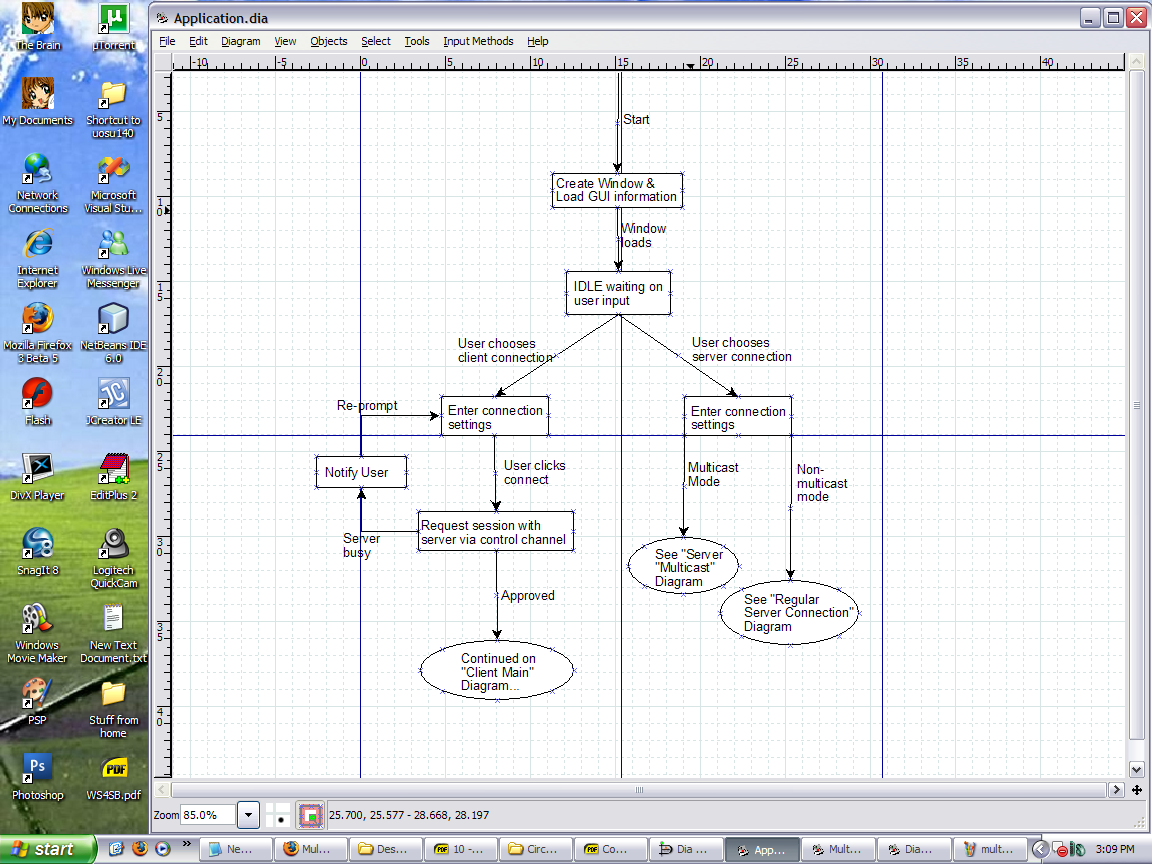 The Brain
µTorrent
My Documents
Shortcut to
uosu140
Network
Connections
Microsoft
Visual Stu...
Internet
Explorer
Windows Live
Messenger
Mozilla Firefox
3 Beta 5
NetBeans IDE
6.0
Flash
JCreator LE
DivX Player
EditPlus 2
SnagIt 8
Logitech
QuickCam
Windows
Movie Maker
New Text
Document.txt
PSP
Stuff from
home
Photoshop
WS4SB.pdf
Application.dia
File Edit Diagram View Objects Select Tools Input Methods Help
-10 -5 0 5 10 15 20 25 30 35 40
5
10
15
20
25
30
35
40
Start
Create Window &
Load GUI information
Window
loads
IDLE waiting on
user input
User chooses
client connection
User chooses
server connection
Re-prompt
Enter connection
settings
Enter connection
settings
Notify User
User clicks
connect
Multicast
Mode
Non-
multicast
mode
Request session with
server via control channel
Server
busy
See "Server
"Multicast"
Diagram
Approved
See "Regular
Server Connection"
Diagram
Continued on
"Client Main"
Diagram...
Zoom 85.0% 25.700, 25.577 - 28.668, 28.197
start Ne... Mul... Des... 10 -... Circ... Co... Dia ... App... Mult... Dia... mult... 3:09 PM